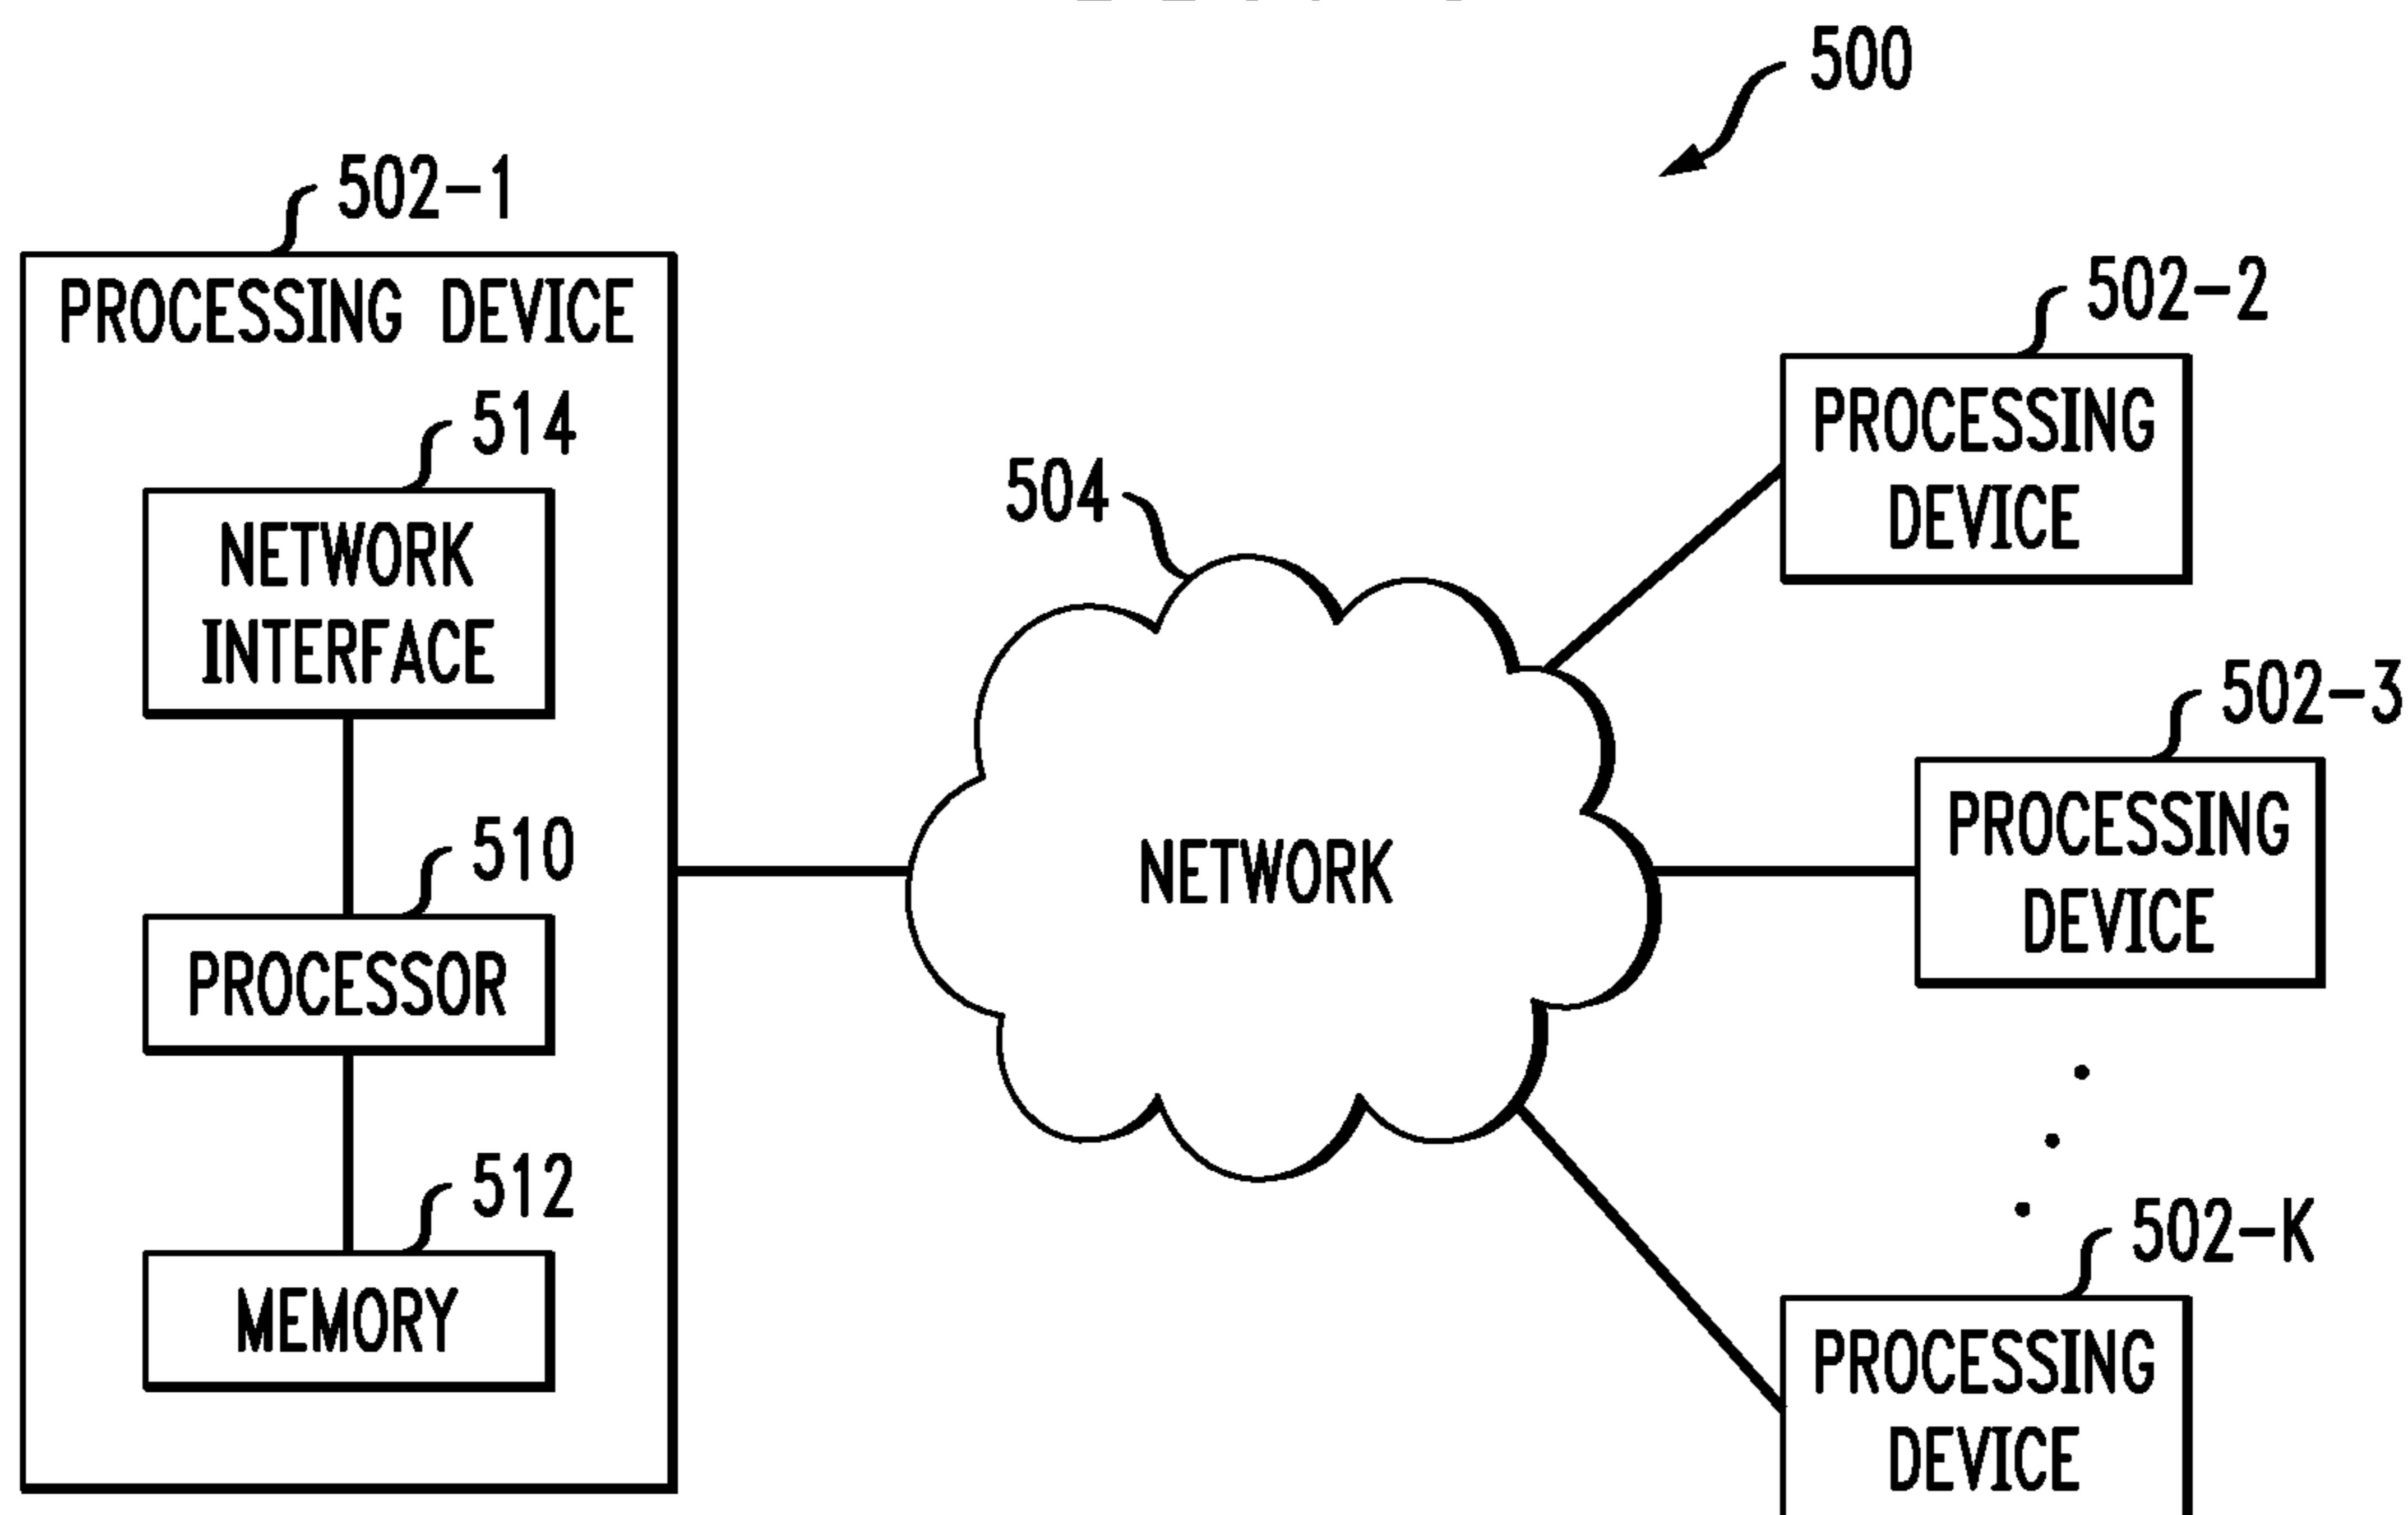 500
502-1
PROCESSING DEVICE
514
NETWORK
INTERFACE
510
PROCESSOR
512
MEMORY
504
NETWORK
502-2
PROCESSING
DEVICE
502-3
PROCESSING
DEVICE
502-K
PROCESSING
DEVICE